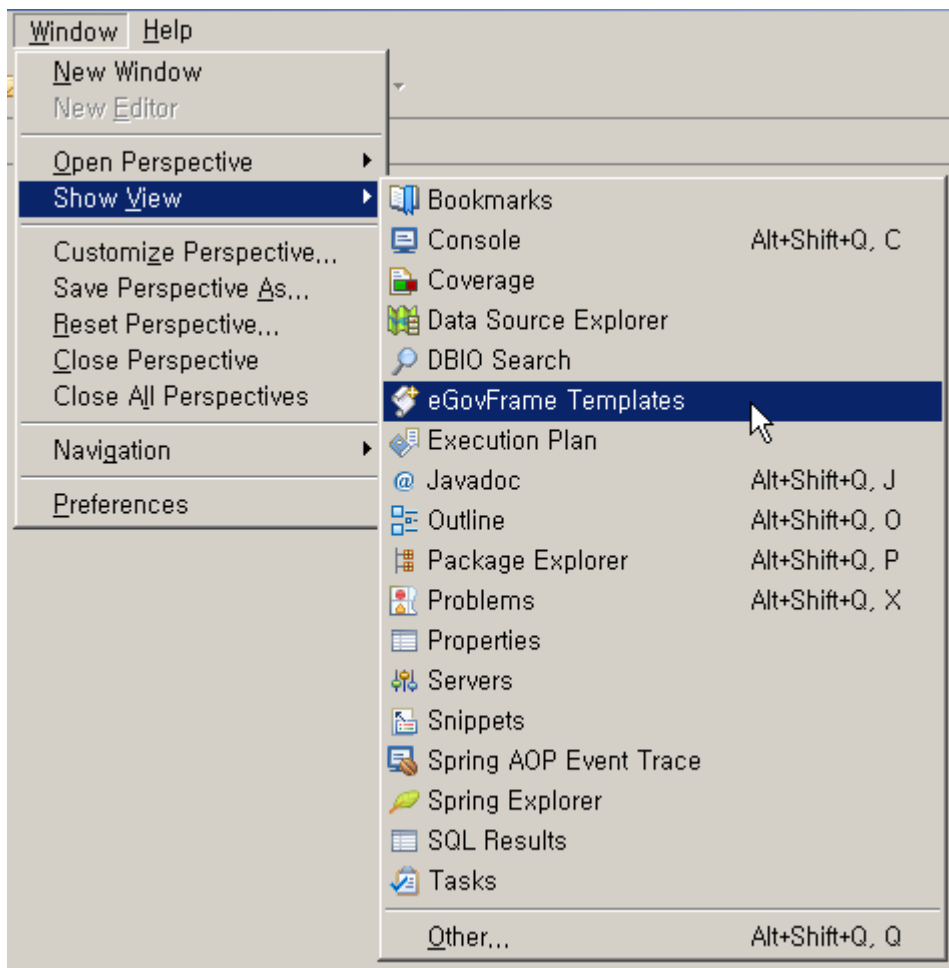 Window Help
New Window
New Editor
Open Perspective
Show View
Customize Perspective...
Save Perspective As...
Reset Perspective...
Close Perspective
Close All Perspectives
Navigation
Preferences
Bookmarks
Console Alt+Shift+Q, C
Coverage
Data Source Explorer
DBIO Search
eGovFrame Templates
Execution Plan
Javadoc Alt+Shift+Q, J
Outline Alt+Shift+Q, O
Package Explorer Alt+Shift+Q, P
Problems Alt+Shift+Q, X
Properties
Servers
Snippets
Spring AOP Event Trace
Spring Explorer
SQL Results
Tasks
Other... Alt+Shift+Q, Q